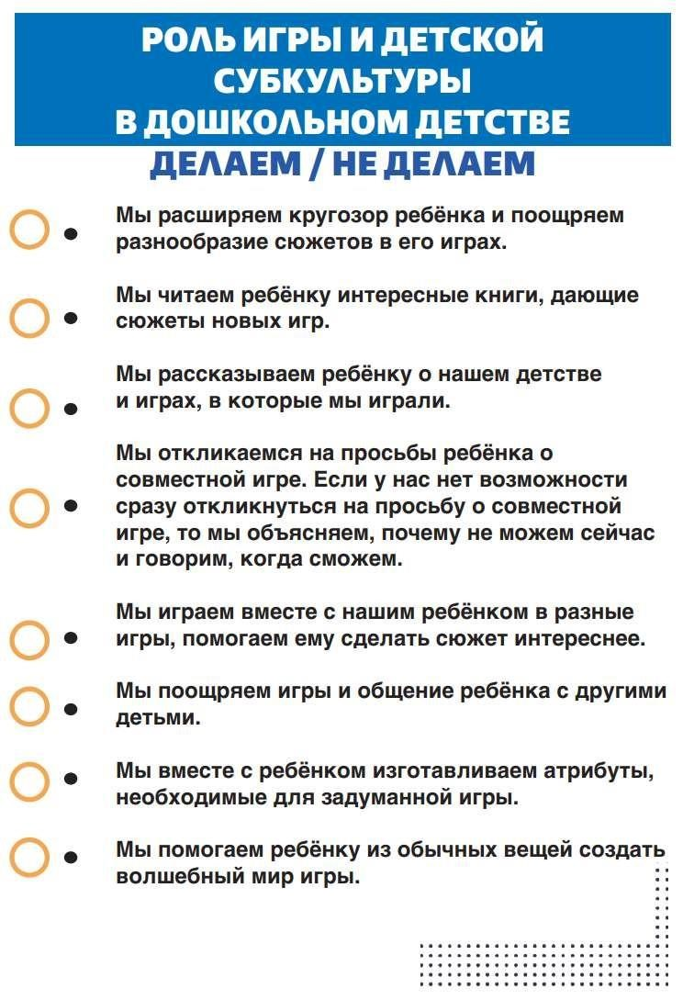 РОЛЬ ИГРЫ И ДЕТСКОЙ
СУБКУЛЬТУРЫ
В ДОШКОЛЬНОМ ДЕТСТВЕ
ДЕЛАЕМ / НЕ ДЕЛАЕМ
• Мы расширяем кругозор ребёнка и поощряем
разнообразие сюжетов в его играх.
• Мы читаем ребёнку интересные книги, дающие
сюжеты новых игр.
• Мы рассказываем ребёнку о нашем детстве
и играх, в которые мы играли.
• Мы откликаемся на просьбы ребёнка о
совместной игре. Если у нас нет возможности
сразу откликнуться на просьбу о совместной
игре, то мы объясняем, почему не можем сейчас
и говорим, когда сможем.
• Мы играем вместе с нашим ребёнком в разные
игры, помогаем ему сделать сюжет интереснее.
• Мы поощряем игры и общение ребёнка с другими
детьми.
• Мы вместе с ребёнком изготавливаем атрибуты,
необходимые для задуманной игры.
• Мы помогаем ребёнку из обычных вещей создать
волшебный мир игры.